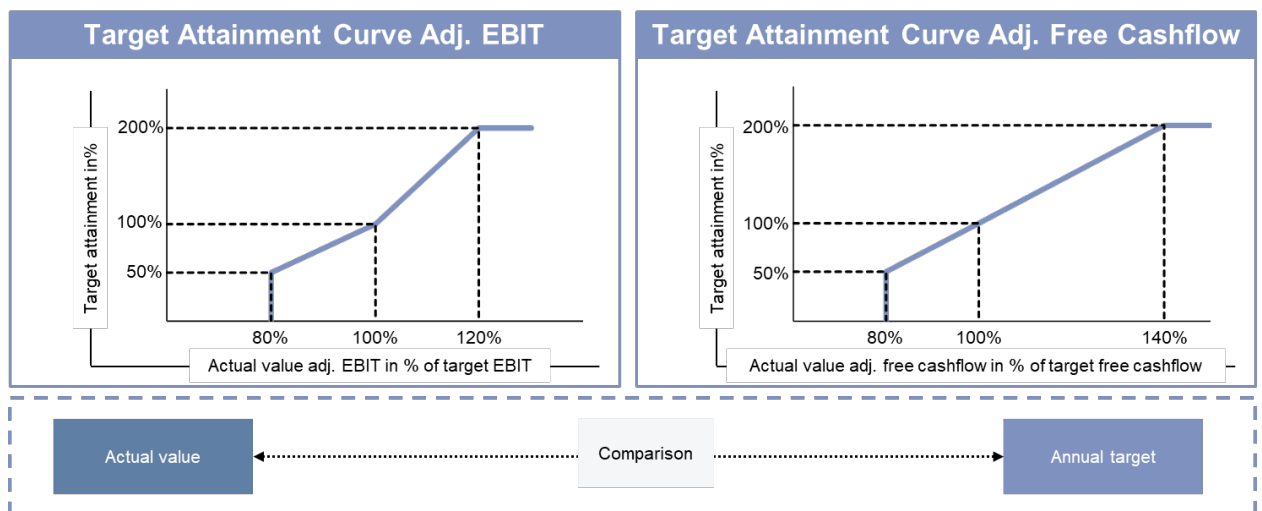 Target Attainment Curve Adj. EBIT
Target attainment in%
200%
100%
50%
80%
100%
120%
Actual value adj. EBIT in % of target EBIT
Target Attainment Curve Adj. Free Cashflow
Target attainment in%
200%
100%
50%
80%
100%
140%
Actual value adj. free cashflow in % of target free cashflow
Actual value
Comparison
Annual target